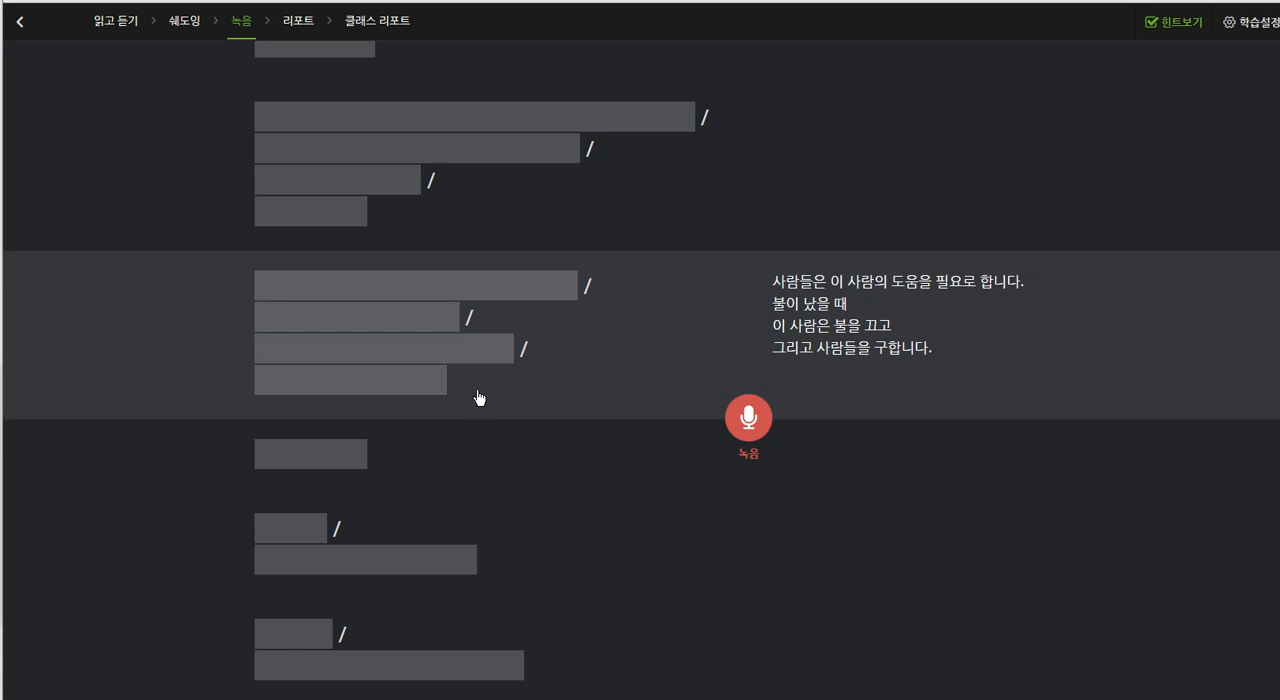 읽고 듣기 > 쉐도잉 > 녹음 > 리포트 > 클래스 리포트
힌트보기
학습설정
/
/
/
/
사람들은 이 사람의 도움을 필요로 합니다.
/
불이 났을 때
/
이 사람은 불을 끄고
그리고 사람들을 구합니다.
녹음
/
/